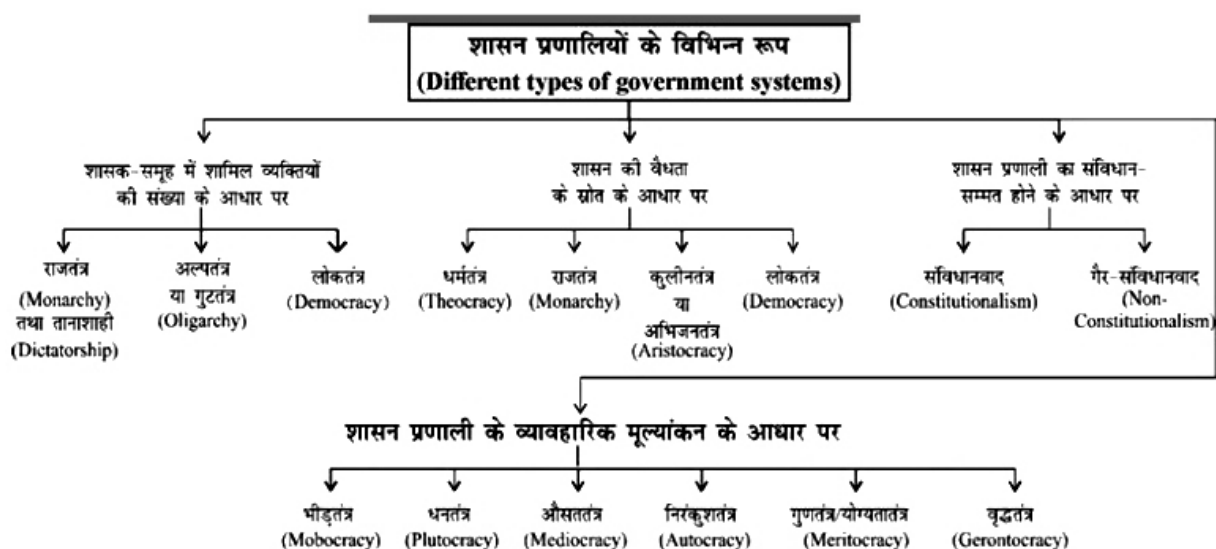 शासन प्रणालियों के विभिन्न रूप
(Different types of government systems)
शासक-समूह में शामिल व्यक्तियों
की संख्या के आधार पर
राजतंत्र
(Monarchy)
तथा तानाशाही
(Dictatorship)
अल्पतंत्र
या गुटतंत्र
(Oligarchy)
लोकतंत्र
(Democracy)
शासन की वैधता
के स्रोत के आधार पर
धर्मतंत्र
(Theocracy)
राजतंत्र
(Monarchy)
कुलीनतंत्र
या
अभिजनतंत्र
(Aristocracy)
लोकतंत्र
(Democracy)
शासन प्रणाली का संविधान-
सम्मत होने के आधार पर
संविधानवाद
(Constitutionalism)
गैर-संविधानवाद
(Non-
Constitutionalism)
शासन प्रणाली के व्यावहारिक मूल्यांकन के आधार पर
भीड़तंत्र
(Mobocracy)
धनतंत्र
(Plutocracy)
औसततंत्र
(Mediocracy)
निरंकुशतंत्र
(Autocracy)
गुणतंत्र/योग्यतातंत्र
(Meritocracy)
वृद्धतंत्र
(Gerontocracy)